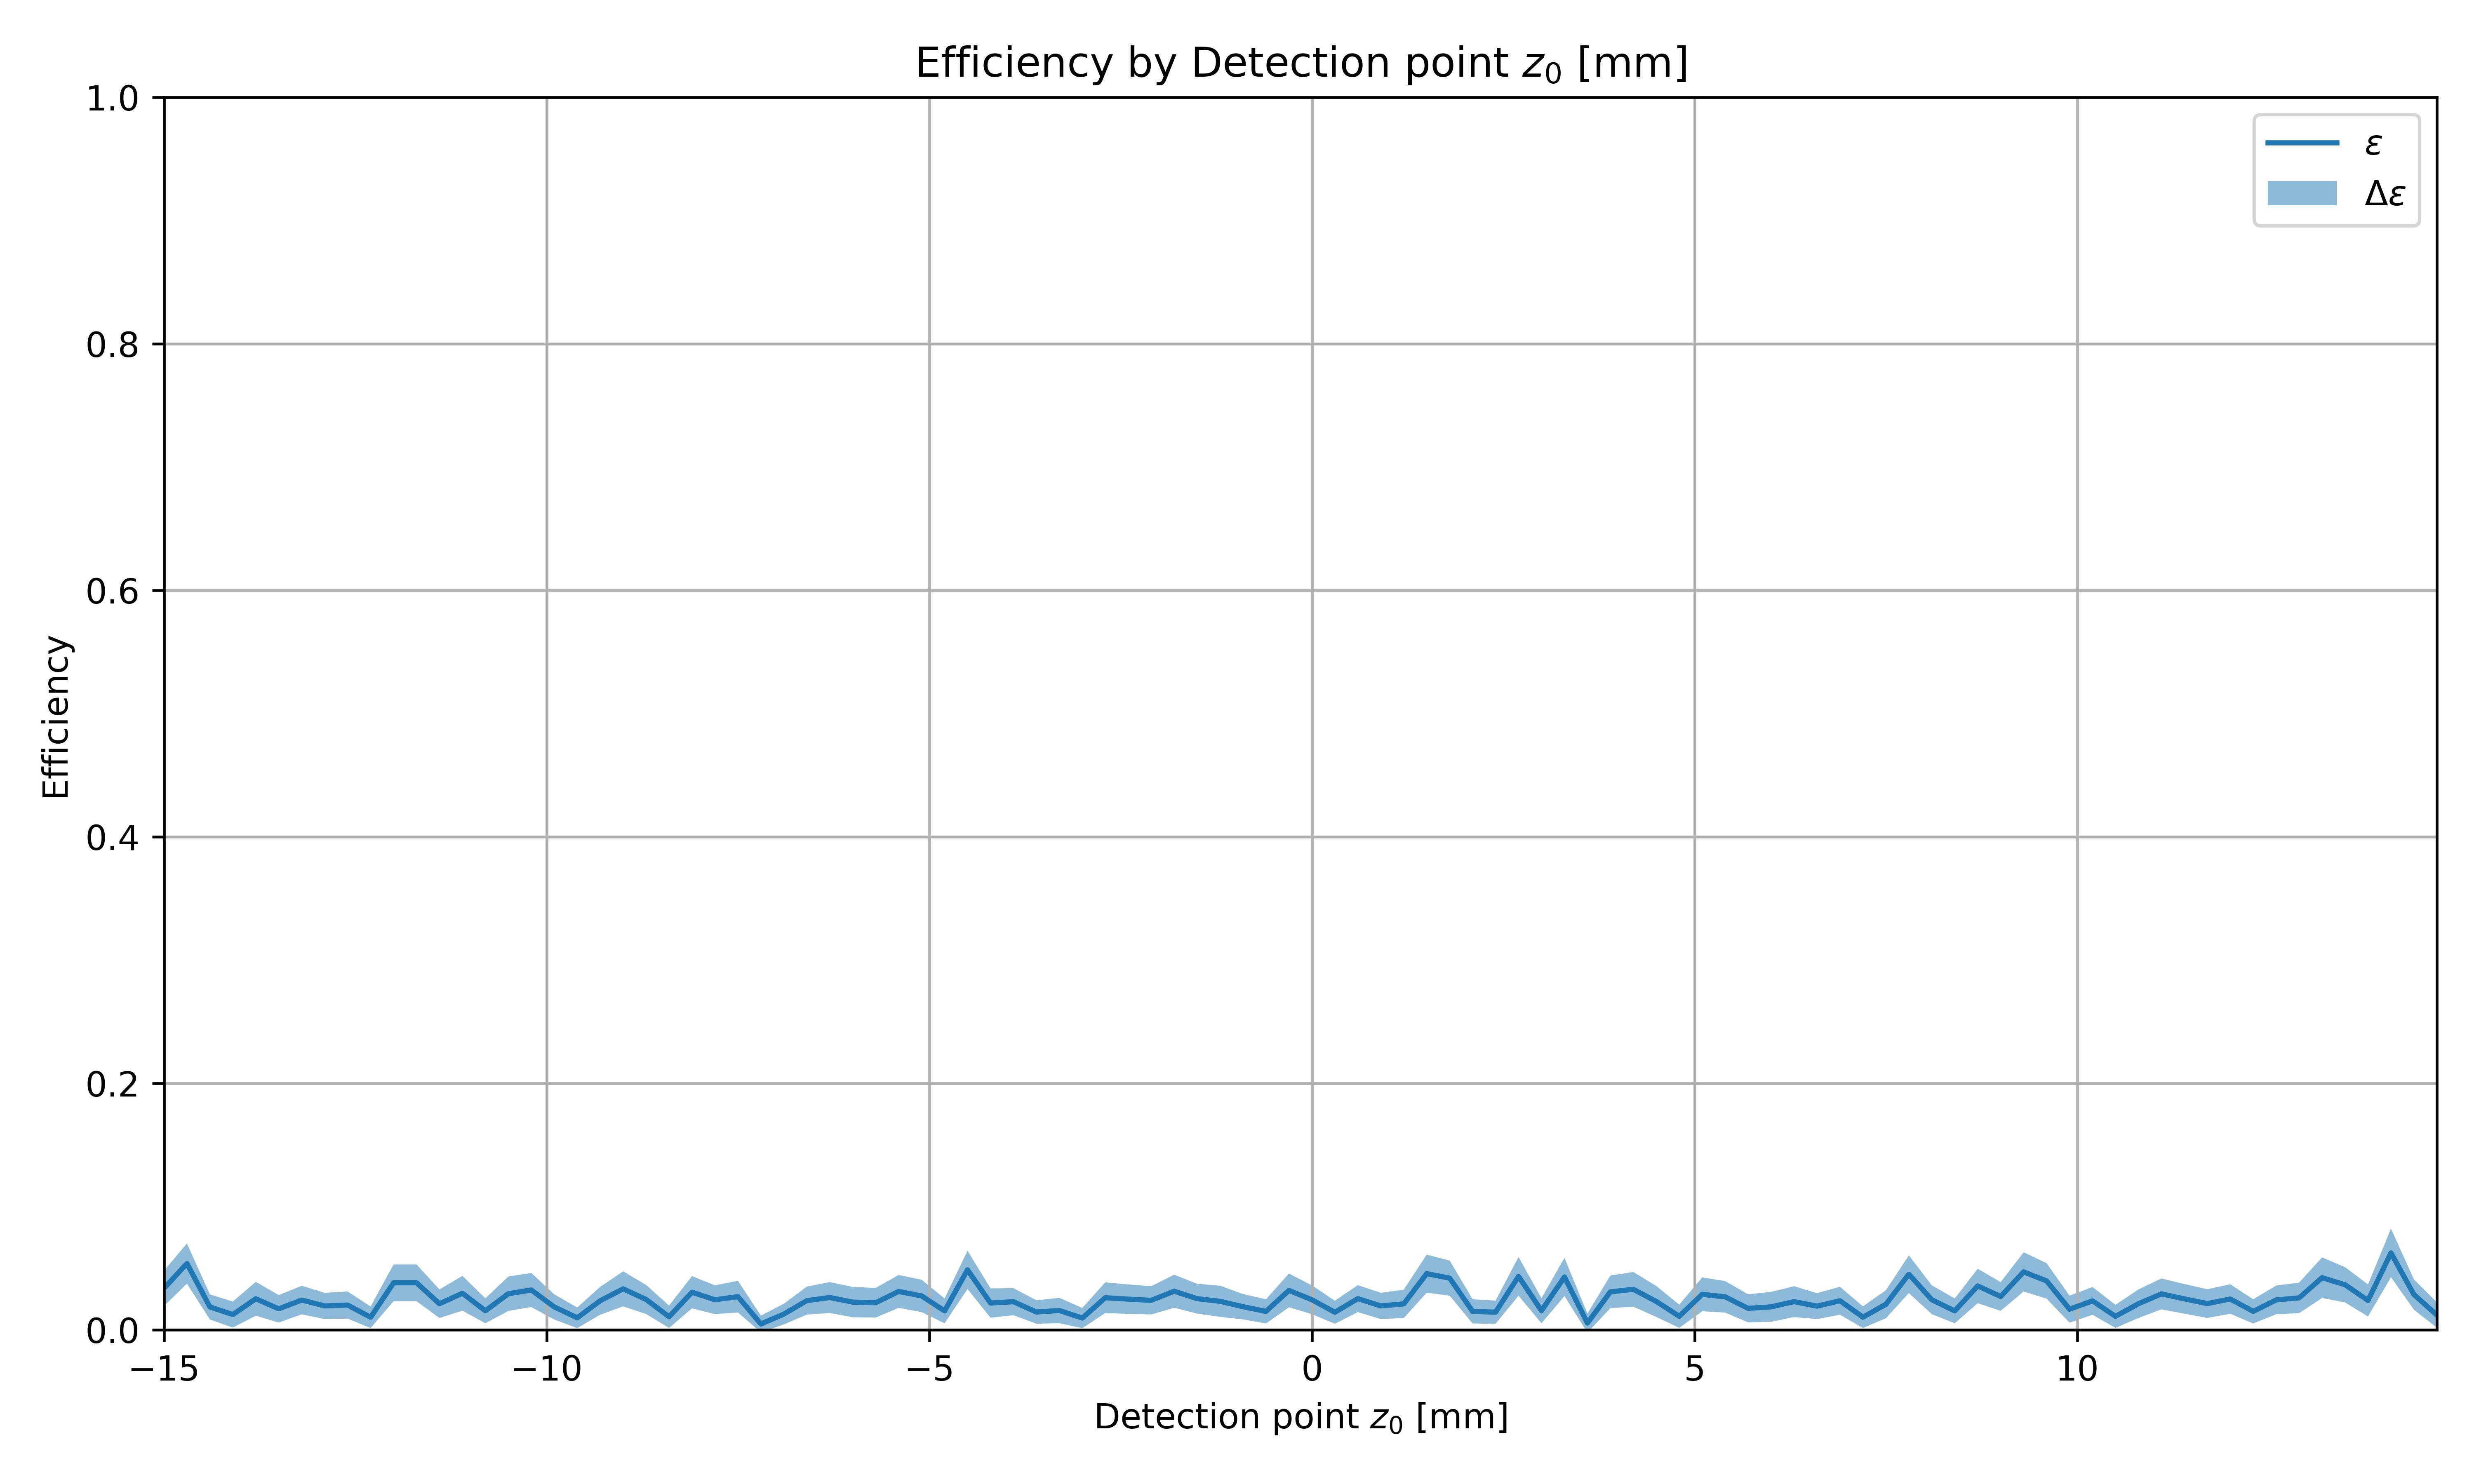 Efficiency by Detection point z₀ [mm]
1.0
0.8
0.6
0.4
0.2
0.0
Efficiency
ε
Δε
−15
−10
−5
0
5
10
Detection point z₀ [mm]